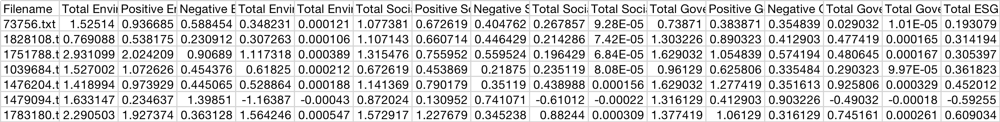 Filename Total Envir Positive En Negative E Total Envir Total Envir Total Socia Positive So Negative S Total Socia Total Socia Total Gove Positive Go Negative G Total Gove Total Gove Total ESG
73756.txt 1.52514 0.936685 0.588454 0.348231 0.000121 1.077381 0.672619 0.404762 0.267857 9.28E-05 0.73871 0.383871 0.354839 0.029032 1.01E-05 0.193079
1828108.t 0.769088 0.538175 0.230912 0.307263 0.000106 1.107143 0.660714 0.446429 0.214286 7.42E-05 1.303226 0.890323 0.412903 0.477419 0.000165 0.314194
1751788.t 2.931099 2.024209 0.90689 1.117318 0.000389 1.315476 0.755952 0.559524 0.196429 6.84E-05 1.629032 1.054839 0.574194 0.480645 0.000167 0.305397
1039684.t 1.527002 1.072626 0.454376 0.61825 0.000212 0.672619 0.453869 0.21875 0.235119 8.08E-05 0.96129 0.625806 0.335484 0.290323 9.97E-05 0.361823
1476204.t 1.418994 0.973929 0.445065 0.528864 0.000188 1.141369 0.790179 0.35119 0.438988 0.000156 1.629032 1.277419 0.351613 0.925806 0.000329 0.452012
1479094.t 1.633147 0.234637 1.39851 -1.16387 -0.00043 0.872024 0.130952 0.741071 -0.61012 -0.00022 1.316129 0.412903 0.903226 -0.49032 -0.00018 -0.59255
1783180.t 2.290503 1.927374 0.363128 1.564246 0.000547 1.572917 1.227679 0.345238 0.88244 0.000309 1.377419 1.06129 0.316129 0.745161 0.000261 0.609034